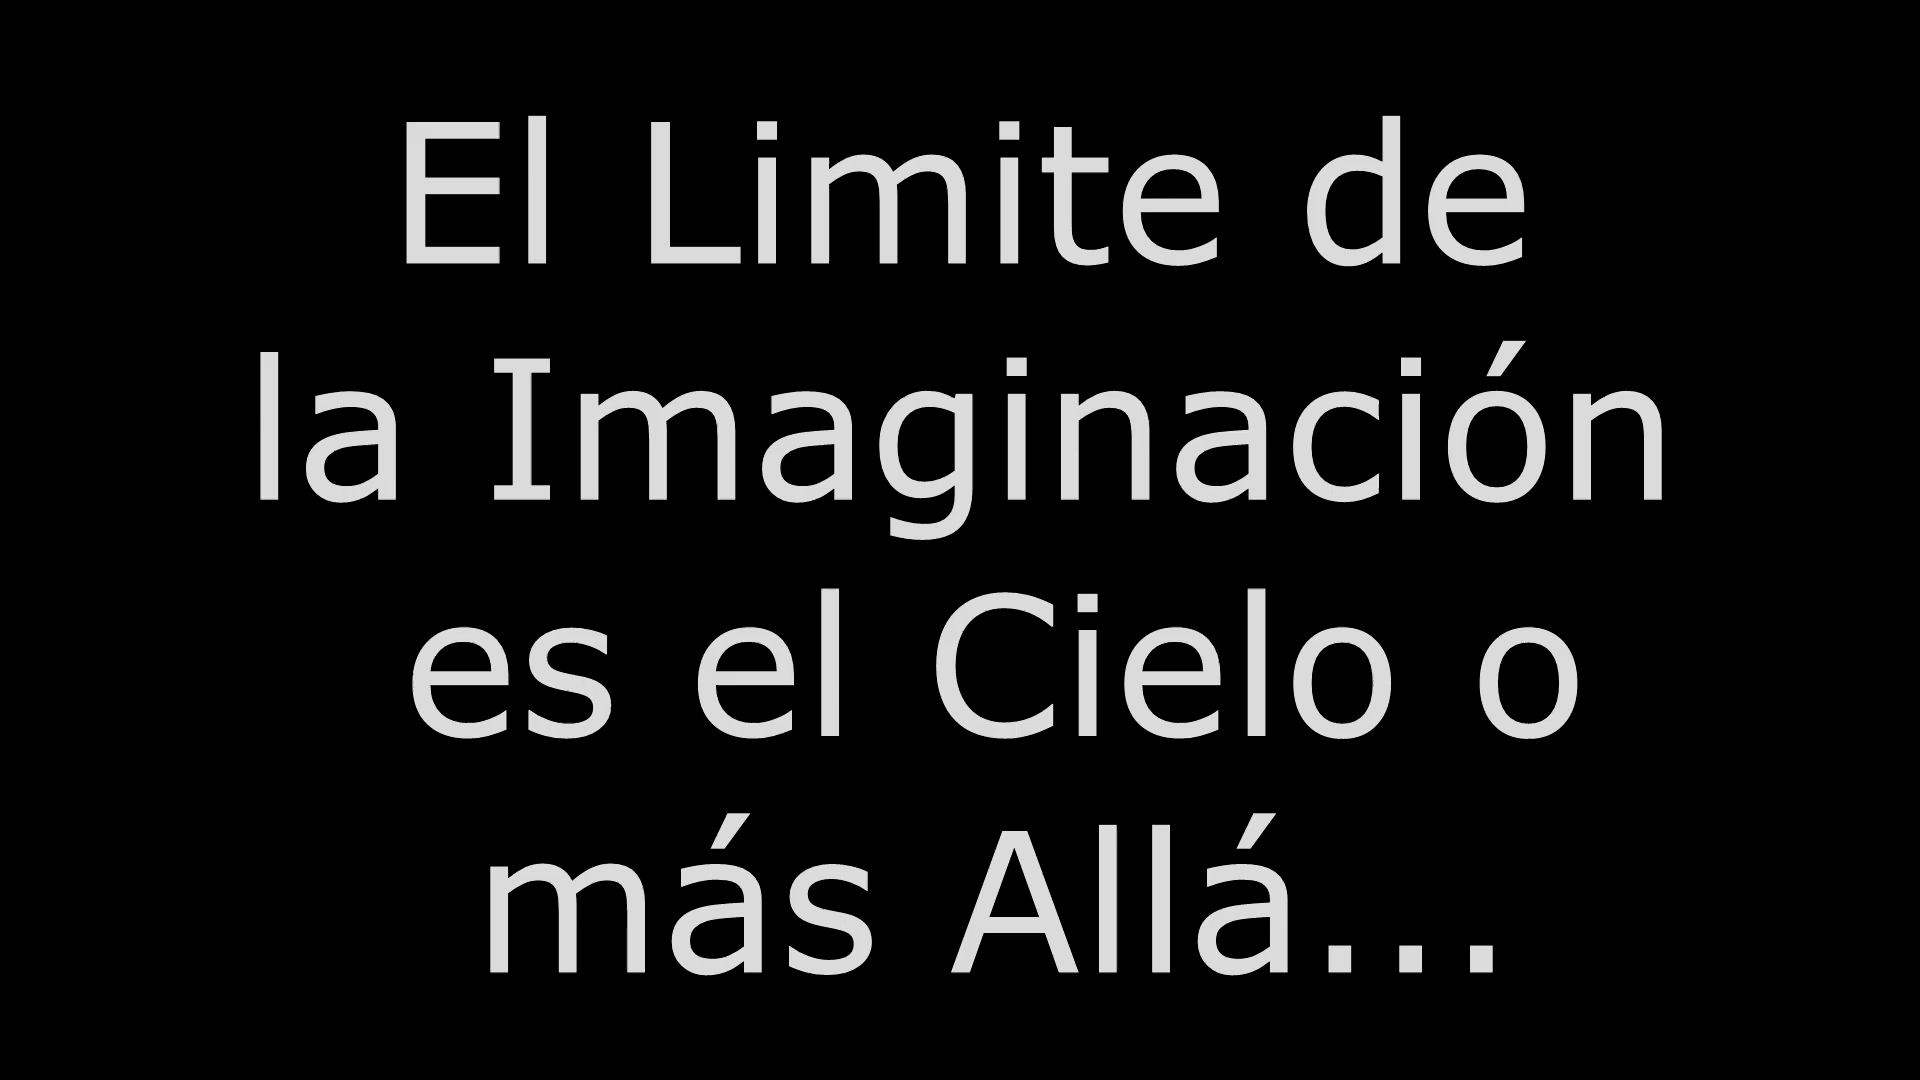 El Limite de
la Imaginación
es el Cielo o
más Allá...